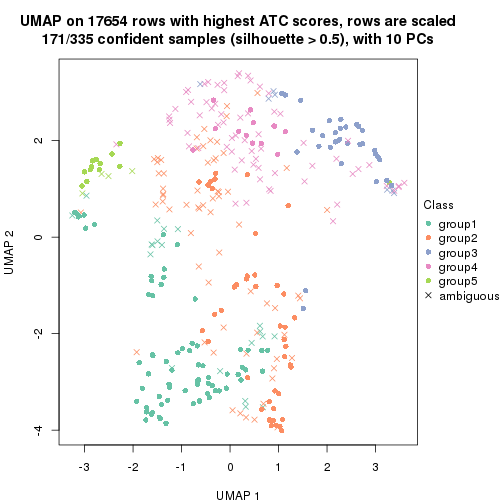 UMAP on 17654 rows with highest ATC scores, rows are scaled
171/335 confident samples (silhouette > 0.5), with 10 PCs
2
0
-2
-4
UMAP 2
-3 -2 -1 0 1 2 3
UMAP 1
Class
group1
group2
group3
group4
group5
ambiguous